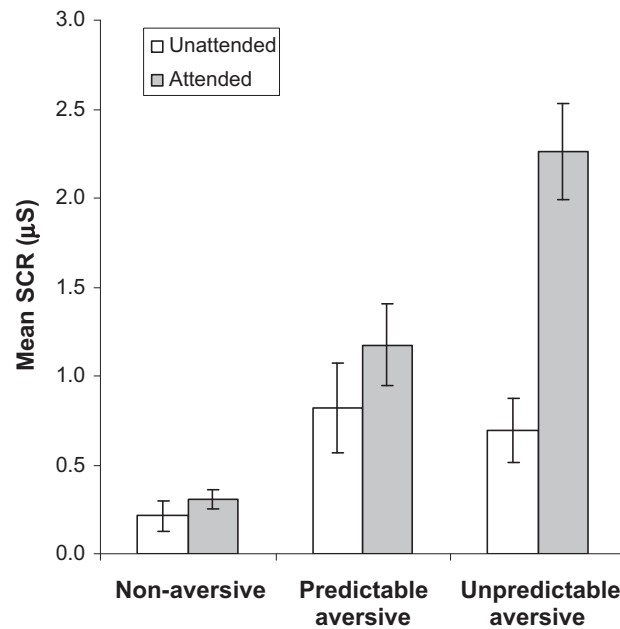 3.0
Unattended
Attended
2.5
2.0
1.5
1.0
0.5
0.0
Mean SCR (μS)
Non-aversive
Predictable
aversive
Unpredictable
aversive